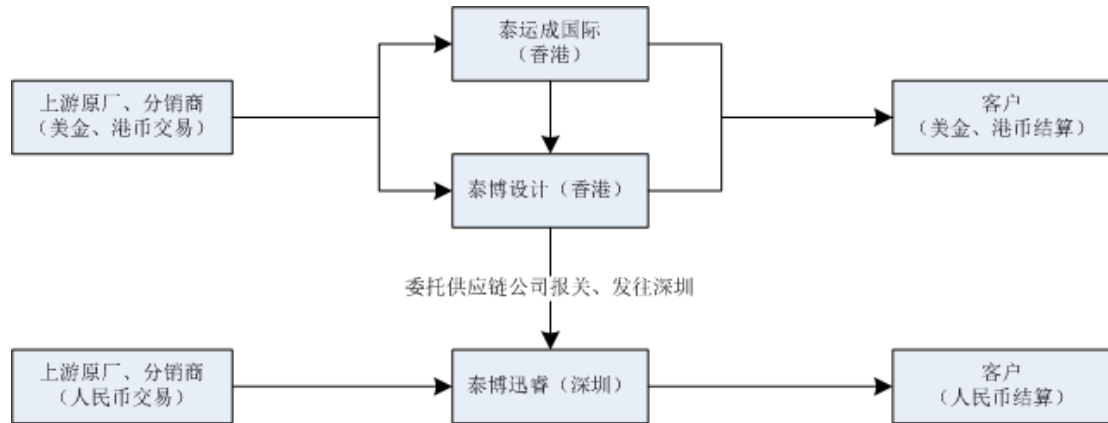 泰运成国际
（香港）
上游原厂、分销商
（美金、港币交易）
客户
（美金、港币结算）
泰博设计（香港）
委托供应链公司报关、发往深圳
上游原厂、分销商
（人民币交易）
泰博迅睿（深圳）
客户
（人民币结算）